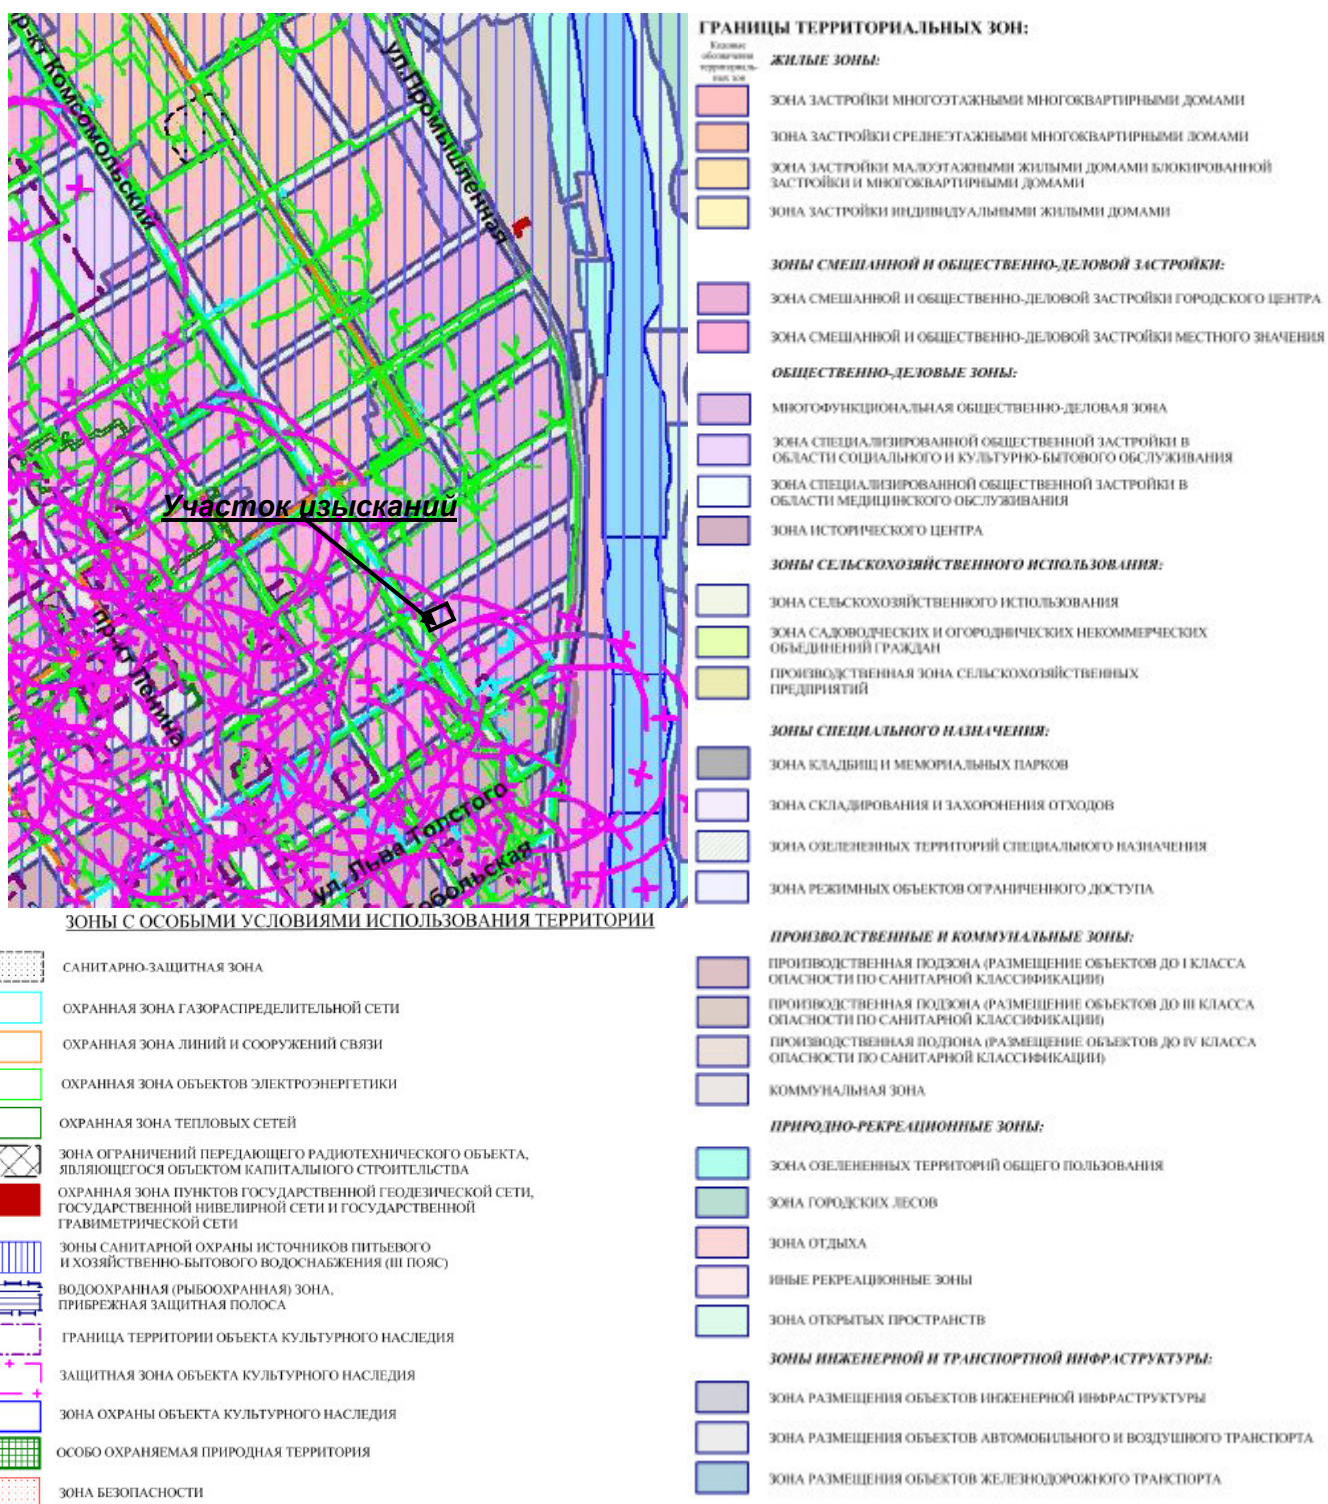 пр-кт Комсомольский
ул.Промышленная
Участок изысканий
пр-кт Ленина
ул. Льва Толстого
обольская
ГРАНИЦЫ ТЕРРИТОРИАЛЬНЫХ ЗОН:
Кодовые
обозначения
территориаль-
ных зон
ЖИЛЫЕ ЗОНЫ:
ЗОНА ЗАСТРОЙКИ МНОГОЭТАЖНЫМИ МНОГОКВАРТИРНЫМИ ДОМАМИ
ЗОНА ЗАСТРОЙКИ СРЕДНЕЭТАЖНЫМИ МНОГОКВАРТИРНЫМИ ДОМАМИ
ЗОНА ЗАСТРОЙКИ МАЛОЭТАЖНЫМИ ЖИЛЫМИ ДОМАМИ БЛОКИРОВАННОЙ
ЗАСТРОЙКИ И МНОГОКВАРТИРНЫМИ ДОМАМИ
ЗОНА ЗАСТРОЙКИ ИНДИВИДУАЛЬНЫМИ ЖИЛЫМИ ДОМАМИ
ЗОНЫ СМЕШАННОЙ И ОБЩЕСТВЕННО-ДЕЛОВОЙ ЗАСТРОЙКИ:
ЗОНА СМЕШАННОЙ И ОБЩЕСТВЕННО-ДЕЛОВОЙ ЗАСТРОЙКИ ГОРОДСКОГО ЦЕНТРА
ЗОНА СМЕШАННОЙ И ОБЩЕСТВЕННО-ДЕЛОВОЙ ЗАСТРОЙКИ МЕСТНОГО ЗНАЧЕНИЯ
ОБЩЕСТВЕННО-ДЕЛОВЫЕ ЗОНЫ:
МНОГОФУНКЦИОНАЛЬНАЯ ОБЩЕСТВЕННО-ДЕЛОВАЯ ЗОНА
ЗОНА СПЕЦИАЛИЗИРОВАННОЙ ОБЩЕСТВЕННОЙ ЗАСТРОЙКИ В
ОБЛАСТИ СОЦИАЛЬНОГО И КУЛЬТУРНО-БЫТОВОГО ОБСЛУЖИВАНИЯ
ЗОНА СПЕЦИАЛИЗИРОВАННОЙ ОБЩЕСТВЕННОЙ ЗАСТРОЙКИ В
ОБЛАСТИ МЕДИЦИНСКОГО ОБСЛУЖИВАНИЯ
ЗОНА ИСТОРИЧЕСКОГО ЦЕНТРА
ЗОНЫ СЕЛЬСКОХОЗЯЙСТВЕННОГО ИСПОЛЬЗОВАНИЯ:
ЗОНА СЕЛЬСКОХОЗЯЙСТВЕННОГО ИСПОЛЬЗОВАНИЯ
ЗОНА САДОВОДЧЕСКИХ И ОГОРОДНИЧЕСКИХ НЕКОММЕРЧЕСКИХ
ОБЪЕДИНЕНИЙ ГРАЖДАН
ПРОИЗВОДСТВЕННАЯ ЗОНА СЕЛЬСКОХОЗЯЙСТВЕННЫХ
ПРЕДПРИЯТИЙ
ЗОНЫ СПЕЦИАЛЬНОГО НАЗНАЧЕНИЯ:
ЗОНА КЛАДБИЩ И МЕМОРИАЛЬНЫХ ПАРКОВ
ЗОНА СКЛАДИРОВАНИЯ И ЗАХОРОНЕНИЯ ОТХОДОВ
ЗОНА ОЗЕЛЕНЕННЫХ ТЕРРИТОРИЙ СПЕЦИАЛЬНОГО НАЗНАЧЕНИЯ
ЗОНА РЕЖИМНЫХ ОБЪЕКТОВ ОГРАНИЧЕННОГО ДОСТУПА
ПРОИЗВОДСТВЕННЫЕ И КОММУНАЛЬНЫЕ ЗОНЫ:
ПРОИЗВОДСТВЕННАЯ ПОДЗОНА (РАЗМЕЩЕНИЕ ОБЪЕКТОВ ДО I КЛАССА
ОПАСНОСТИ ПО САНИТАРНОЙ КЛАССИФИКАЦИИ)
ПРОИЗВОДСТВЕННАЯ ПОДЗОНА (РАЗМЕЩЕНИЕ ОБЪЕКТОВ ДО III КЛАССА
ОПАСНОСТИ ПО САНИТАРНОЙ КЛАССИФИКАЦИИ)
ПРОИЗВОДСТВЕННАЯ ПОДЗОНА (РАЗМЕЩЕНИЕ ОБЪЕКТОВ ДО IV КЛАССА
ОПАСНОСТИ ПО САНИТАРНОЙ КЛАССИФИКАЦИИ)
КОММУНАЛЬНАЯ ЗОНА
ПРИРОДНО-РЕКРЕАЦИОННЫЕ ЗОНЫ:
ЗОНА ОЗЕЛЕНЕННЫХ ТЕРРИТОРИЙ ОБЩЕГО ПОЛЬЗОВАНИЯ
ЗОНА ГОРОДСКИХ ЛЕСОВ
ЗОНА ОТДЫХА
ИНЫЕ РЕКРЕАЦИОННЫЕ ЗОНЫ
ЗОНА ОТКРЫТЫХ ПРОСТРАНСТВ
ЗОНЫ ИНЖЕНЕРНОЙ И ТРАНСПОРТНОЙ ИНФРАСТРУКТУРЫ:
ЗОНА РАЗМЕЩЕНИЯ ОБЪЕКТОВ ИНЖЕНЕРНОЙ ИНФРАСТРУКТУРЫ
ЗОНА РАЗМЕЩЕНИЯ ОБЪЕКТОВ АВТОМОБИЛЬНОГО И ВОЗДУШНОГО ТРАНСПОРТА
ЗОНА РАЗМЕЩЕНИЯ ОБЪЕКТОВ ЖЕЛЕЗНОДОРОЖНОГО ТРАНСПОРТА
ЗОНЫ С ОСОБЫМИ УСЛОВИЯМИ ИСПОЛЬЗОВАНИЯ ТЕРРИТОРИИ
САНИТАРНО-ЗАЩИТНАЯ ЗОНА
ОХРАННАЯ ЗОНА ГАЗОРАСПРЕДЕЛИТЕЛЬНОЙ СЕТИ
ОХРАННАЯ ЗОНА ЛИНИЙ И СООРУЖЕНИЙ СВЯЗИ
ОХРАННАЯ ЗОНА ОБЪЕКТОВ ЭЛЕКТРОЭНЕРГЕТИКИ
ОХРАННАЯ ЗОНА ТЕПЛОВЫХ СЕТЕЙ
ЗОНА ОГРАНИЧЕНИЙ ПЕРЕДАЮЩЕГО РАДИОТЕХНИЧЕСКОГО ОБЪЕКТА,
ЯВЛЯЮЩЕГОСЯ ОБЪЕКТОМ КАПИТАЛЬНОГО СТРОИТЕЛЬСТВА
ОХРАННАЯ ЗОНА ПУНКТОВ ГОСУДАРСТВЕННОЙ ГЕОДЕЗИЧЕСКОЙ СЕТИ,
ГОСУДАРСТВЕННОЙ НИВЕЛИРНОЙ СЕТИ И ГОСУДАРСТВЕННОЙ
ГРАВИМЕТРИЧЕСКОЙ СЕТИ
ЗОНЫ САНИТАРНОЙ ОХРАНЫ ИСТОЧНИКОВ ПИТЬЕВОГО
И ХОЗЯЙСТВЕННО-БЫТОВОГО ВОДОСНАБЖЕНИЯ (III ПОЯС)
ВОДООХРАННАЯ (РЫБООХРАННАЯ) ЗОНА,
ПРИБРЕЖНАЯ ЗАЩИТНАЯ ПОЛОСА
ГРАНИЦА ТЕРРИТОРИИ ОБЪЕКТА КУЛЬТУРНОГО НАСЛЕДИЯ
ЗАЩИТНАЯ ЗОНА ОБЪЕКТА КУЛЬТУРНОГО НАСЛЕДИЯ
ЗОНА ОХРАНЫ ОБЪЕКТА КУЛЬТУРНОГО НАСЛЕДИЯ
ОСОБО ОХРАНЯЕМАЯ ПРИРОДНАЯ ТЕРРИТОРИЯ
ЗОНА БЕЗОПАСНОСТИ